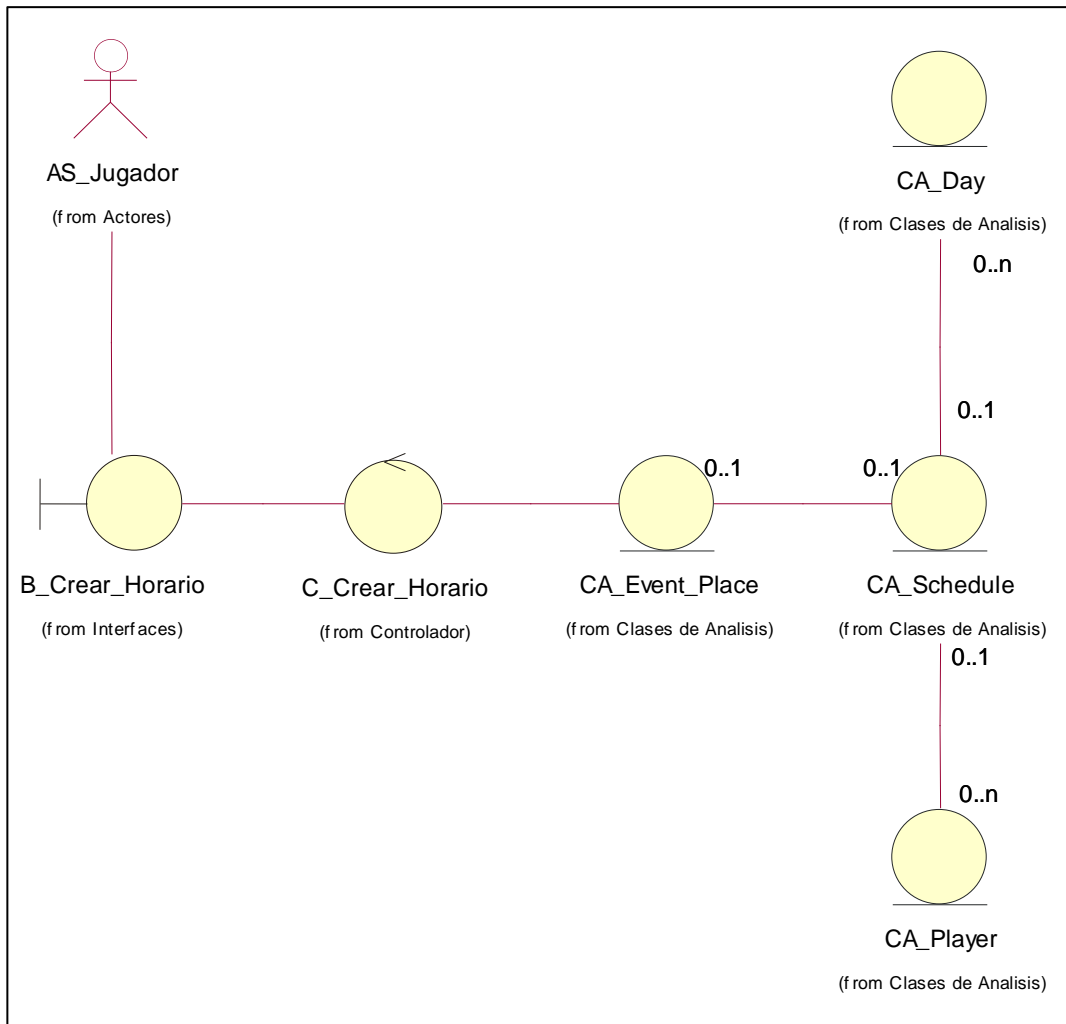 AS_Jugador
(from Actores)
CA_Day
(from Clases de Analisis)
0..n
0..1
0..1
0..1
B_Crear_Horario
(from Interfaces)
C_Crear_Horario
(from Controlador)
CA_Event_Place
(from Clases de Analisis)
CA_Schedule
(from Clases de Analisis)
0..1
0..n
CA_Player
(from Clases de Analisis)